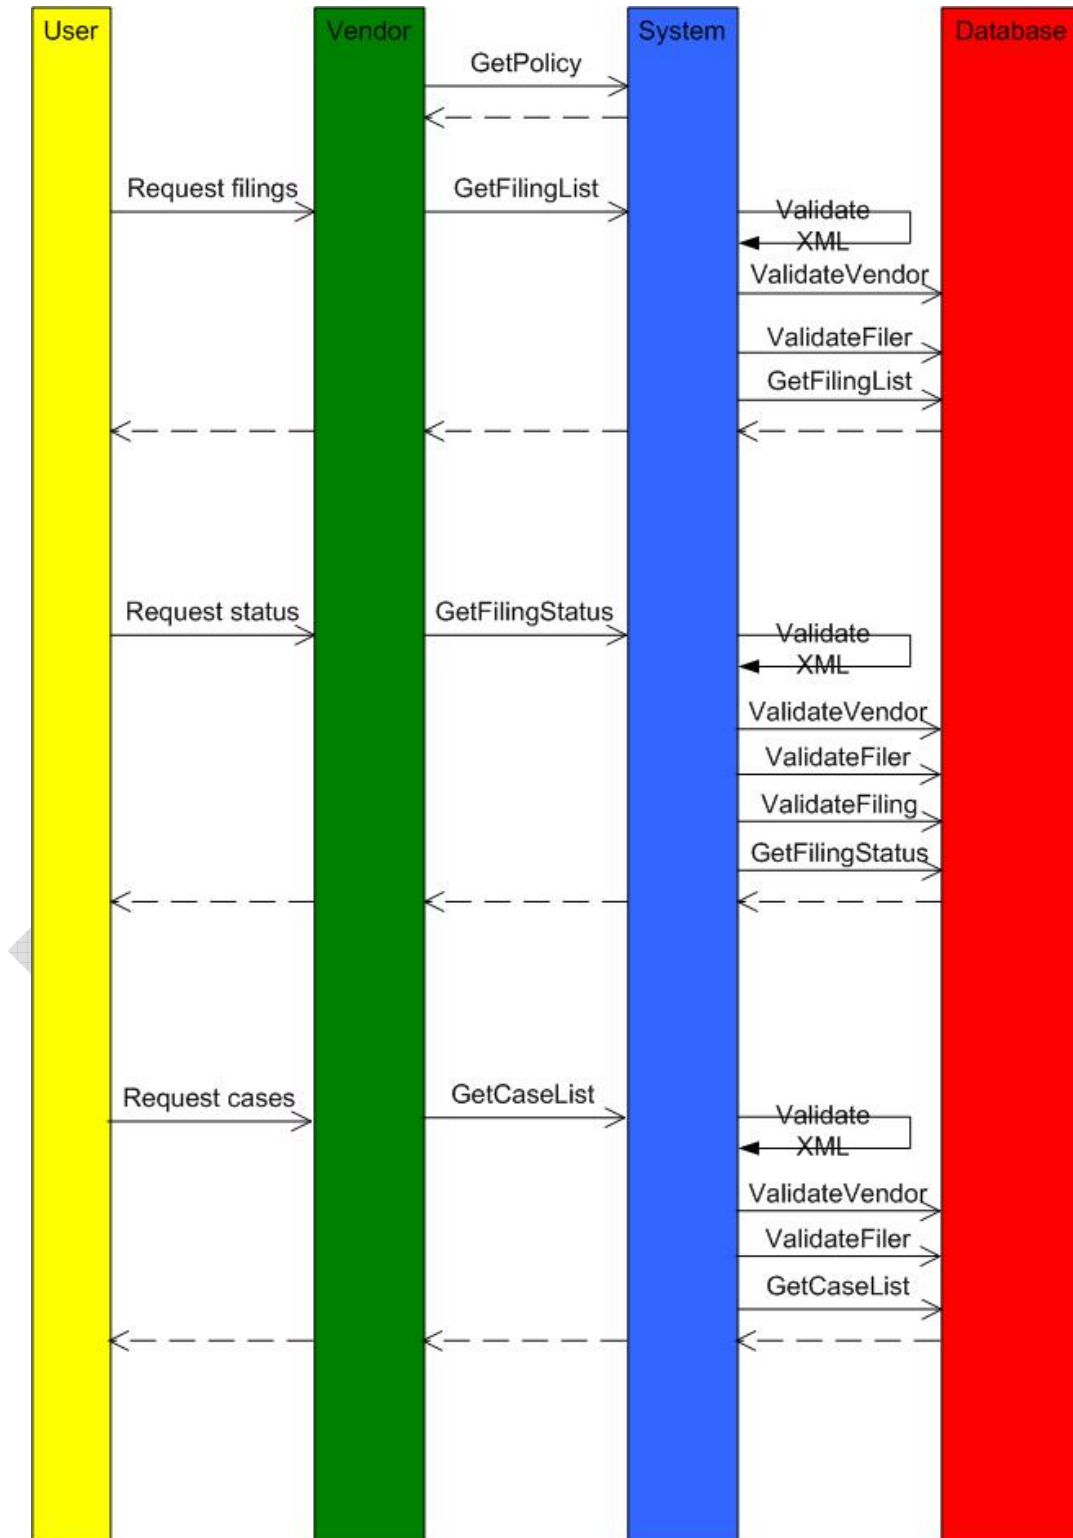 User
Vendor
System
Database
GetPolicy
Request filings
GetFilingList
Validate
XML
ValidateVendor
ValidateFiler
GetFilingList
Request status
GetFilingStatus
Validate
XML
ValidateVendor
ValidateFiler
ValidateFiling
GetFilingStatus
Request cases
GetCaseList
Validate
XML
ValidateVendor
ValidateFiler
GetCaseList